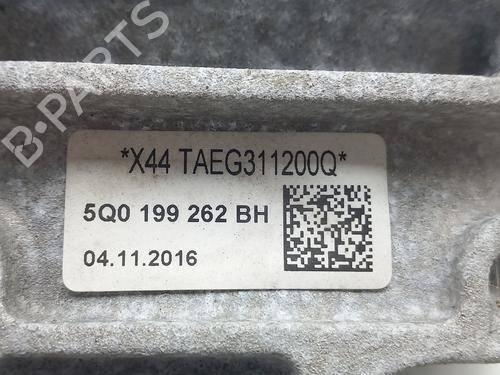 B-PARTS
*X44 TAEG311200Q*
5Q0 199 262 BH
04.11.2016